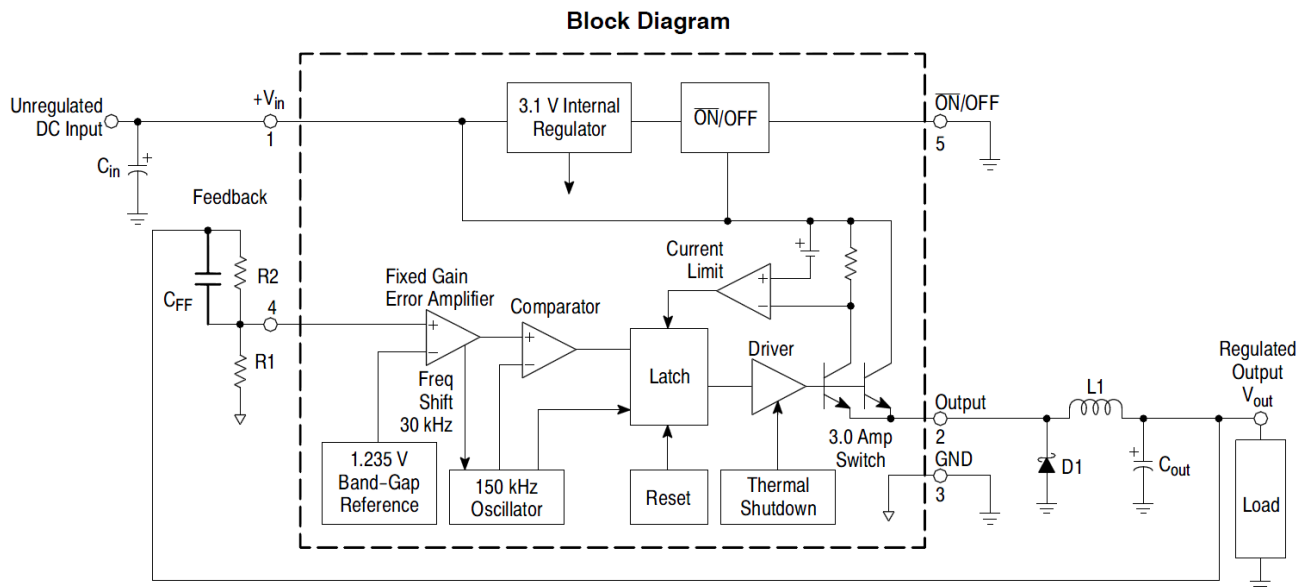 Block Diagram
Unregulated
DC Input
+Vin
1
Cin
+
3.1 V Internal
Regulator
O̅N̅/OFF
O̅N̅/OFF
5
Feedback
CFF
R2
4
R1
Fixed Gain
Error Amplifier
+
−
Freq
Shift
30 kHz
Comparator
+
−
Current
Limit
+
−
+
Latch
Driver
3.0 Amp
Switch
1.235 V
Band-Gap
Reference
150 kHz
Oscillator
Reset
Thermal
Shutdown
Output
2
GND
3
L1
D1
+
Cout
Regulated
Output
Vout
Load